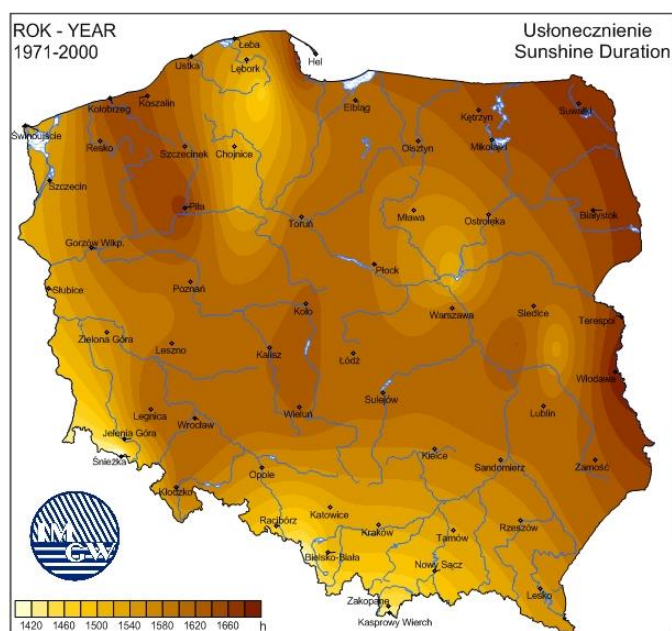 ROK - YEAR
1971-2000
Usłonecznienie
Sunshine Duration
Łeba
Ustka
Lębork
Hel
Kołobrzeg
Koszalin
Elbląg
Kętrzyn
Suwałki
Świnoujście
Resko
Szczecinek
Chojnice
Olsztyn
Mikołajki
Szczecin
Piła
Toruń
Mława
Ostrołęka
Białystok
Gorzów Wlkp.
Płock
Słubice
Poznań
Koło
Warszawa
Siedlce
Terespol
Zielona Góra
Leszno
Kalisz
Łódź
Włodawa
Sulejów
Legnica
Wrocław
Wieluń
Lublin
Jelenia Góra
Śnieżka
Opole
Kielce
Sandomierz
Zamość
Kłodzko
Racibórz
Katowice
Kraków
Tarnów
Rzeszów
Bielsko-Biała
Nowy Sącz
Lesko
Zakopane
Kasprowy Wierch
IM
GW
1420 1460 1500 1540 1580 1620 1660 h